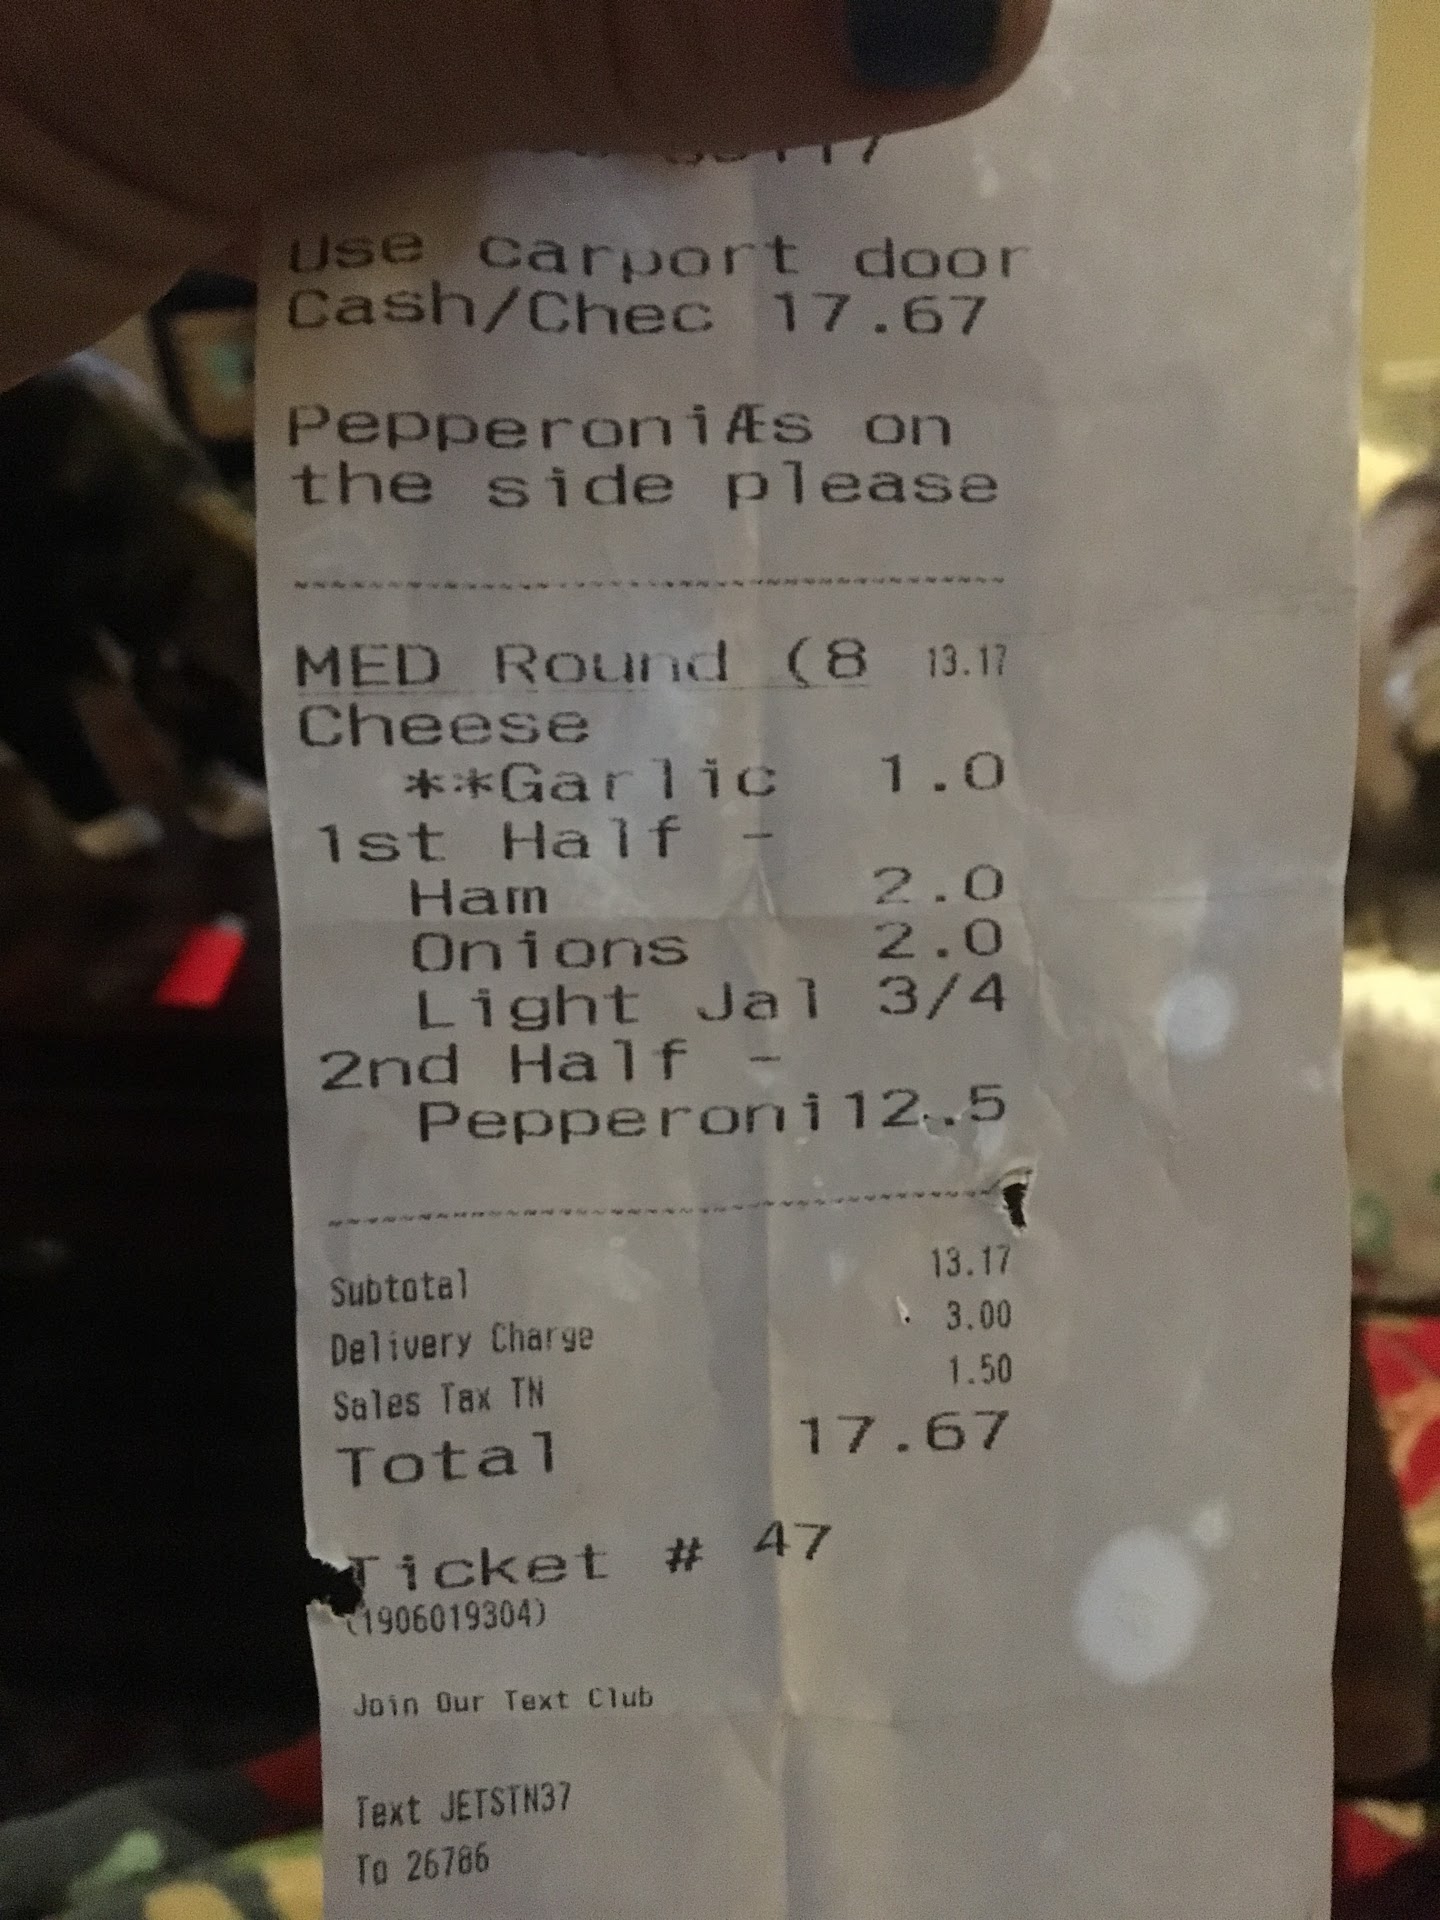 Use carport door
Cash/Chec 17.67
PepperoniÆs on
the side please
MED Round (8 13.17
Cheese
**Garlic 1.0
1st Half -
Ham 2.0
Onions 2.0
Light Jal 3/4
2nd Half -
Pepperoni12.5
Subtotal 13.17
Delivery Charge 3.00
Sales Tax TN 1.50
Total 17.67
Ticket # 47
(1906019304)
Join Our Text Club
Text JETSTN37
To 26786